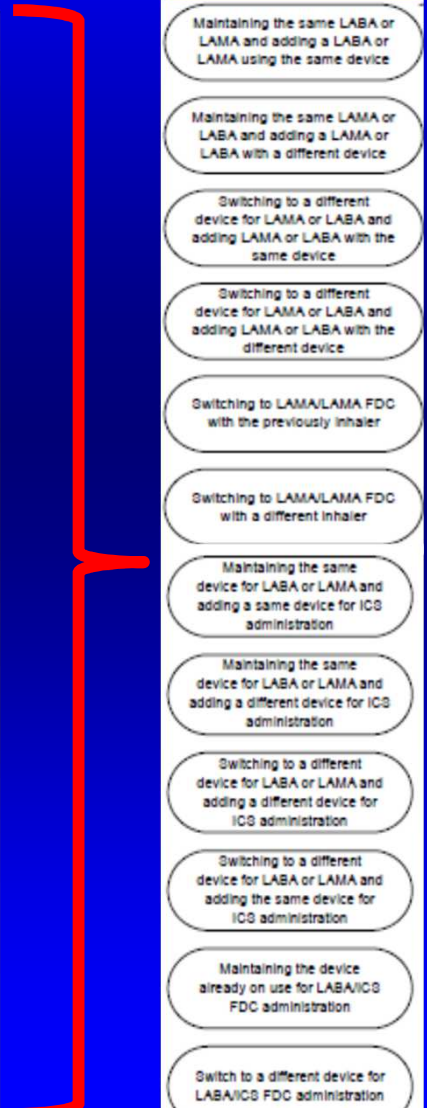 Maintaining the same LABA or
LAMA and adding a LABA or
LAMA using the same device
Maintaining the same LAMA or
LABA and adding a LAMA or
LABA with a different device
Switching to a different
device for LAMA or LABA and
adding LAMA or LABA with the
same device
Switching to a different
device for LAMA or LABA and
adding LAMA or LABA with the
different device
Switching to LAMA/LAMA FDC
with the previously inhaler
Switching to LAMA/LAMA FDC
with a different inhaler
Maintaining the same
device for LABA or LAMA and
adding a same device for ICS
administration
Maintaining the same
device for LABA or LAMA and
adding a different device for ICS
administration
Switching to a different
device for LABA or LAMA and
adding a different device for
ICS administration
Switching to a different
device for LABA or LAMA and
adding the same device for
ICS administration
Maintaining the device
already on use for LABA/ICS
FDC administration
Switch to a different device for
LABA/ICS FDC administration